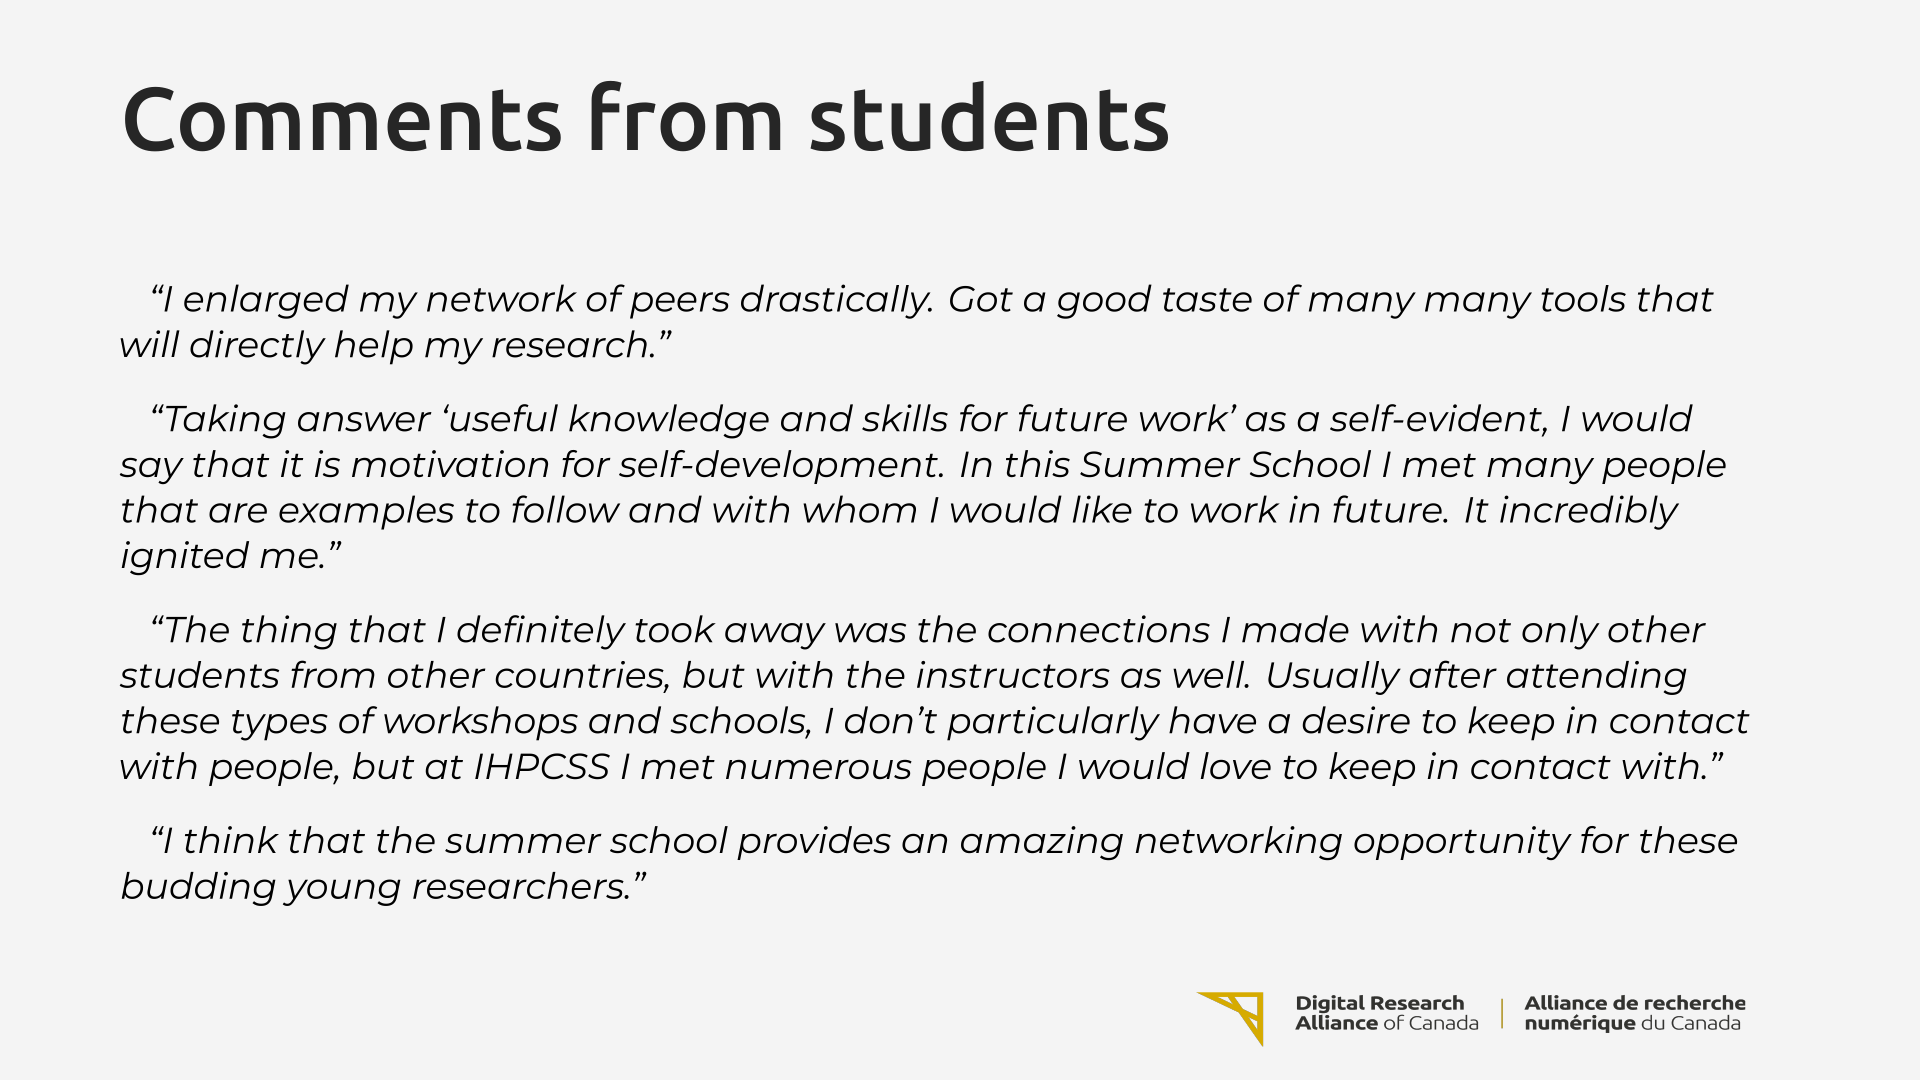 Comments from students
“I enlarged my network of peers drastically. Got a good taste of many many tools that
will directly help my research.”
“Taking answer ‘useful knowledge and skills for future work’ as a self-evident, I would
say that it is motivation for self-development. In this Summer School I met many people
that are examples to follow and with whom I would like to work in future. It incredibly
ignited me.”
“The thing that I definitely took away was the connections I made with not only other
students from other countries, but with the instructors as well. Usually after attending
these types of workshops and schools, I don’t particularly have a desire to keep in contact
with people, but at IHPCSS I met numerous people I would love to keep in contact with.”
“I think that the summer school provides an amazing networking opportunity for these
budding young researchers.”
Digital Research
Alliance of Canada
Alliance de recherche
numérique du Canada